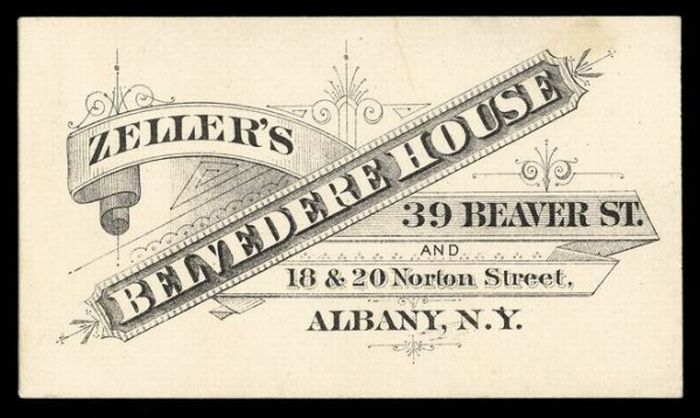 ZELLER'S
BELVEDERE HOUSE
39 BEAVER ST.
AND
18 & 20 Norton Street,
ALBANY, N.Y.